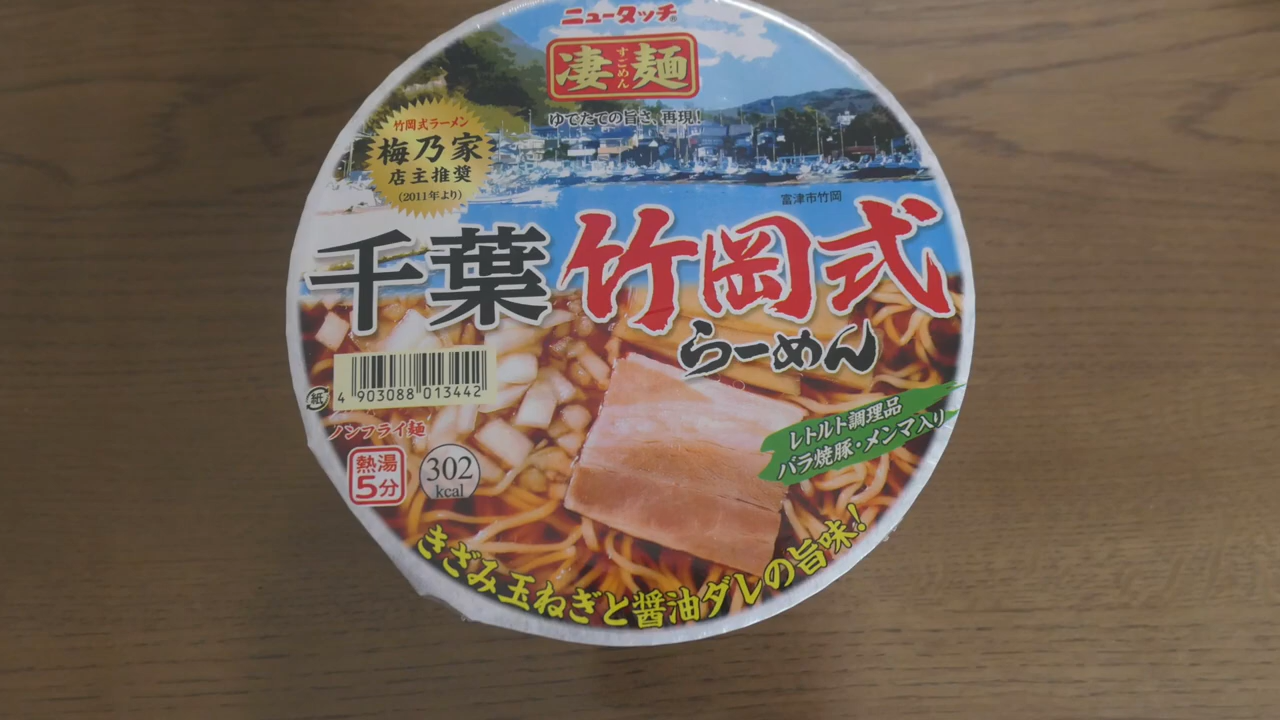 ニュータッチ®
凄麺
すごめん
ゆでたての旨さ、再現!
竹岡式ラーメン
梅乃家
店主推奨
(2011年より)
富津市竹岡
千葉竹岡式
らーめん
紙
4 903088 013442
ノンフライ麺
熱湯
5分
302
kcal
レトルト調理品
バラ焼豚・メンマ入り
きざみ玉ねぎと醤油ダレの旨味!